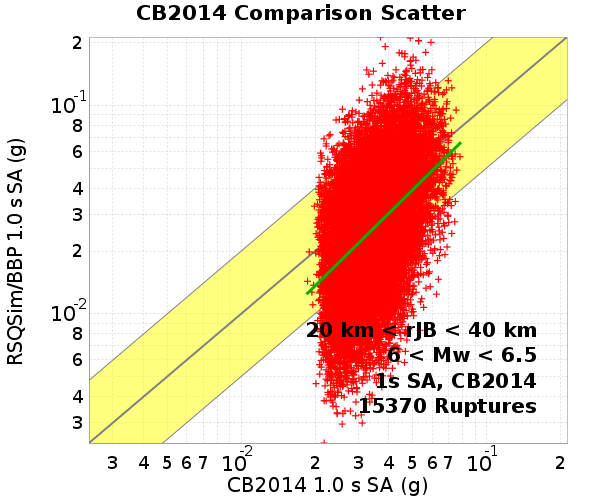 CB2014 Comparison Scatter
RSQSim/BBP 1.0 s SA (g)
2
10-1
8
6
4
3
2
10-2
8
6
4
3
20 km < rJB < 40 km
6 < Mw < 6.5
1s SA, CB2014
15370 Ruptures
3 4 5 6 7 10-2 2 3 4 5 6 7 10-1 2
CB2014 1.0 s SA (g)